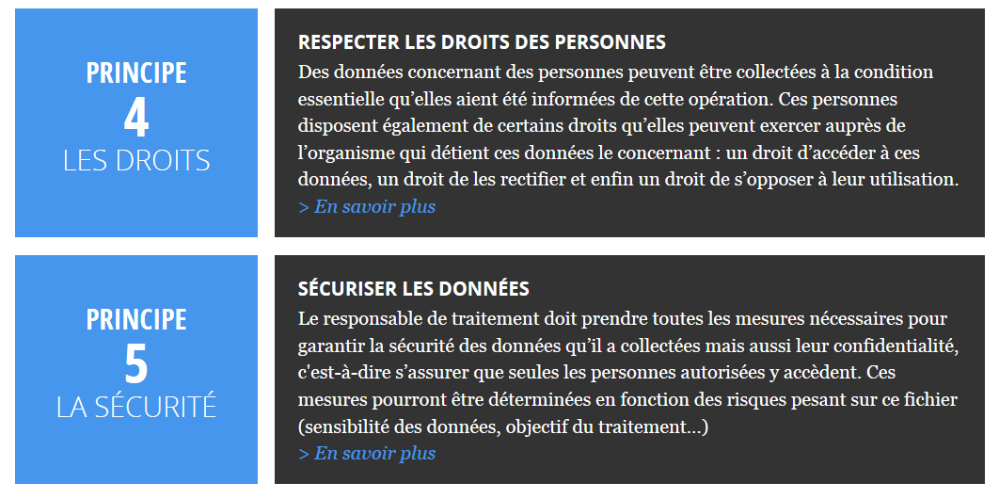 PRINCIPE
4
LES DROITS
RESPECTER LES DROITS DES PERSONNES
Des données concernant des personnes peuvent être collectées à la condition
essentielle qu’elles aient été informées de cette opération. Ces personnes
disposent également de certains droits qu’elles peuvent exercer auprès de
l’organisme qui détient ces données le concernant : un droit d’accéder à ces
données, un droit de les rectifier et enfin un droit de s’opposer à leur utilisation.
> En savoir plus
PRINCIPE
5
LA SÉCURITÉ
SÉCURISER LES DONNÉES
Le responsable de traitement doit prendre toutes les mesures nécessaires pour
garantir la sécurité des données qu’il a collectées mais aussi leur confidentialité,
c'est-à-dire s’assurer que seules les personnes autorisées y accèdent. Ces
mesures pourront être déterminées en fonction des risques pesant sur ce fichier
(sensibilité des données, objectif du traitement...)
> En savoir plus